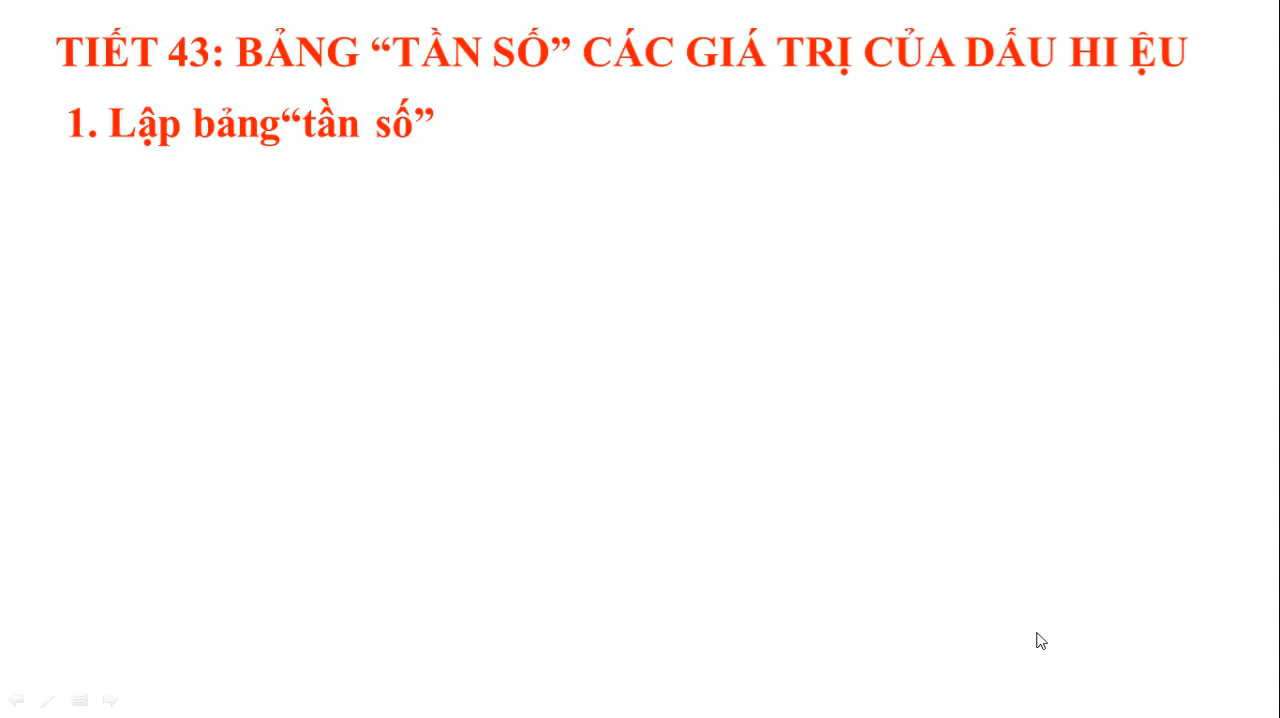 TIẾT 43: BẢNG “TẦN SỐ” CÁC GIÁ TRỊ CỦA DẤU HI ỆU
1. Lập bảng“tần số”